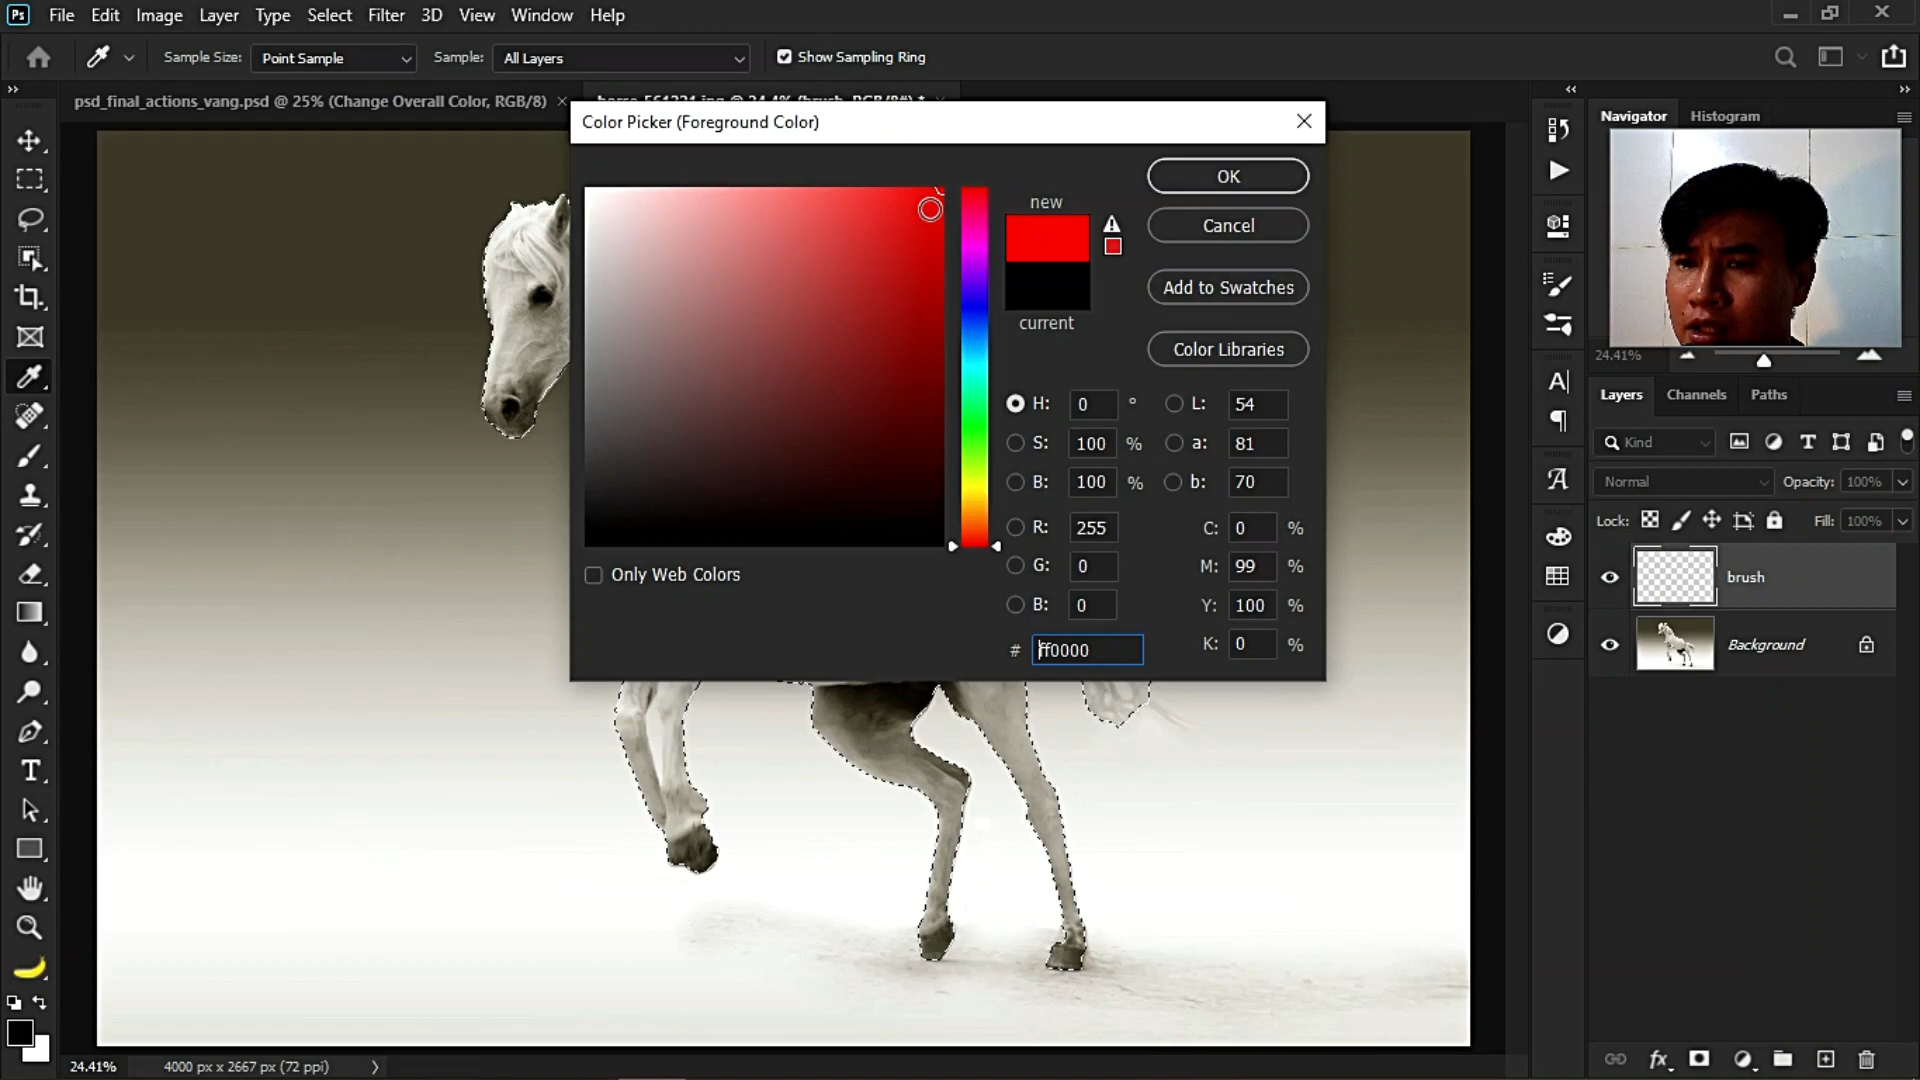 Ps File Edit Image Layer Type Select Filter 3D View Window Help
Sample Size: Point Sample Sample: All Layers Show Sampling Ring
psd_final_actions_vang.psd @ 25% (Change Overall Color, RGB/8)
Color Picker (Foreground Color)
new
current
OK
Cancel
Add to Swatches
Color Libraries
H: 0 ° L: 54
S: 100 % a: 81
B: 100 % b: 70
R: 255 C: 0 %
G: 0 M: 99 %
B: 0 Y: 100 %
# ff0000 K: 0 %
Only Web Colors
Navigator Histogram
24.41%
Layers Channels Paths
Kind
Normal Opacity: 100%
Lock: Fill: 100%
brush
Background
fx
24.41% 4000 px x 2667 px (72 ppi)